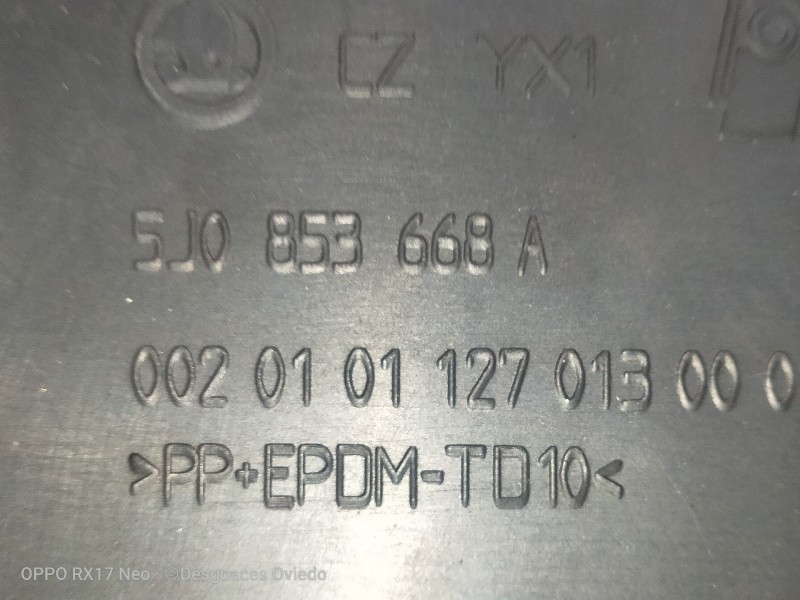 CZ YX1
5J0 853 668 A
002 01 01 127 013 00 0
>PP+EPDM-TD10<
OPPO RX17 Neo · ©Desguaces Oviedo